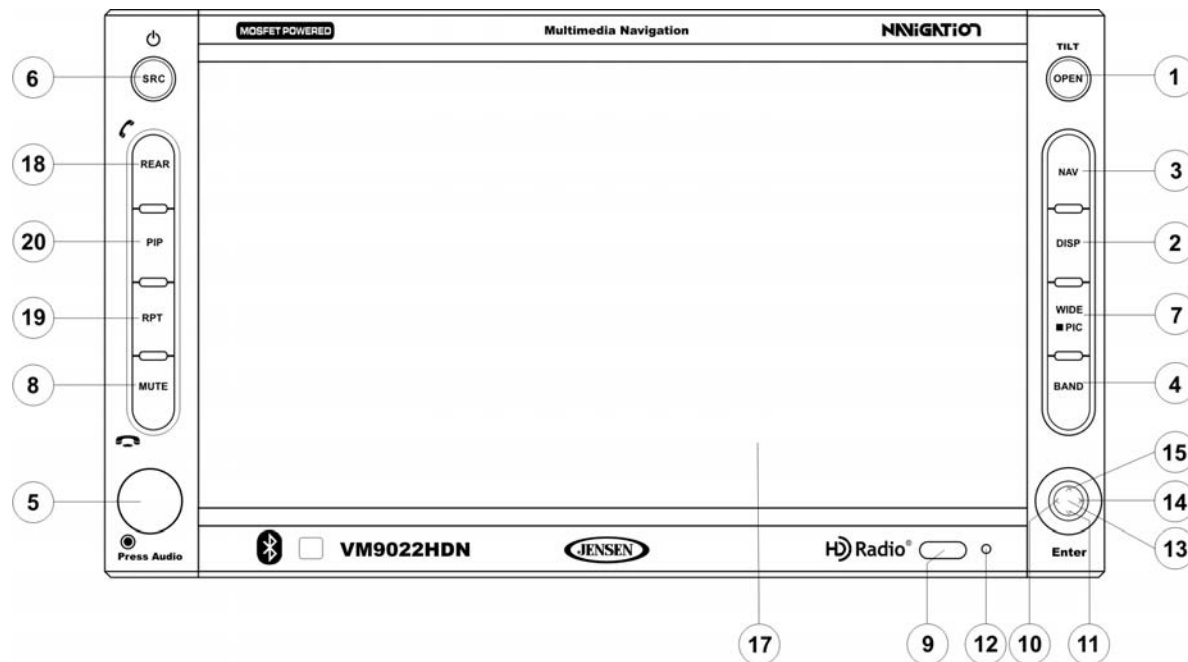 MOSFET POWERED
Multimedia Navigation
NAViGATiON
TILT
6
SRC
OPEN
1
18
REAR
NAV
3
20
PIP
DISP
2
19
RPT
WIDE
PIC
7
8
MUTE
BAND
4
15
5
14
Press Audio
VM9022HDN
JENSEN
HD Radio®
Enter
13
17
9
12
10
11